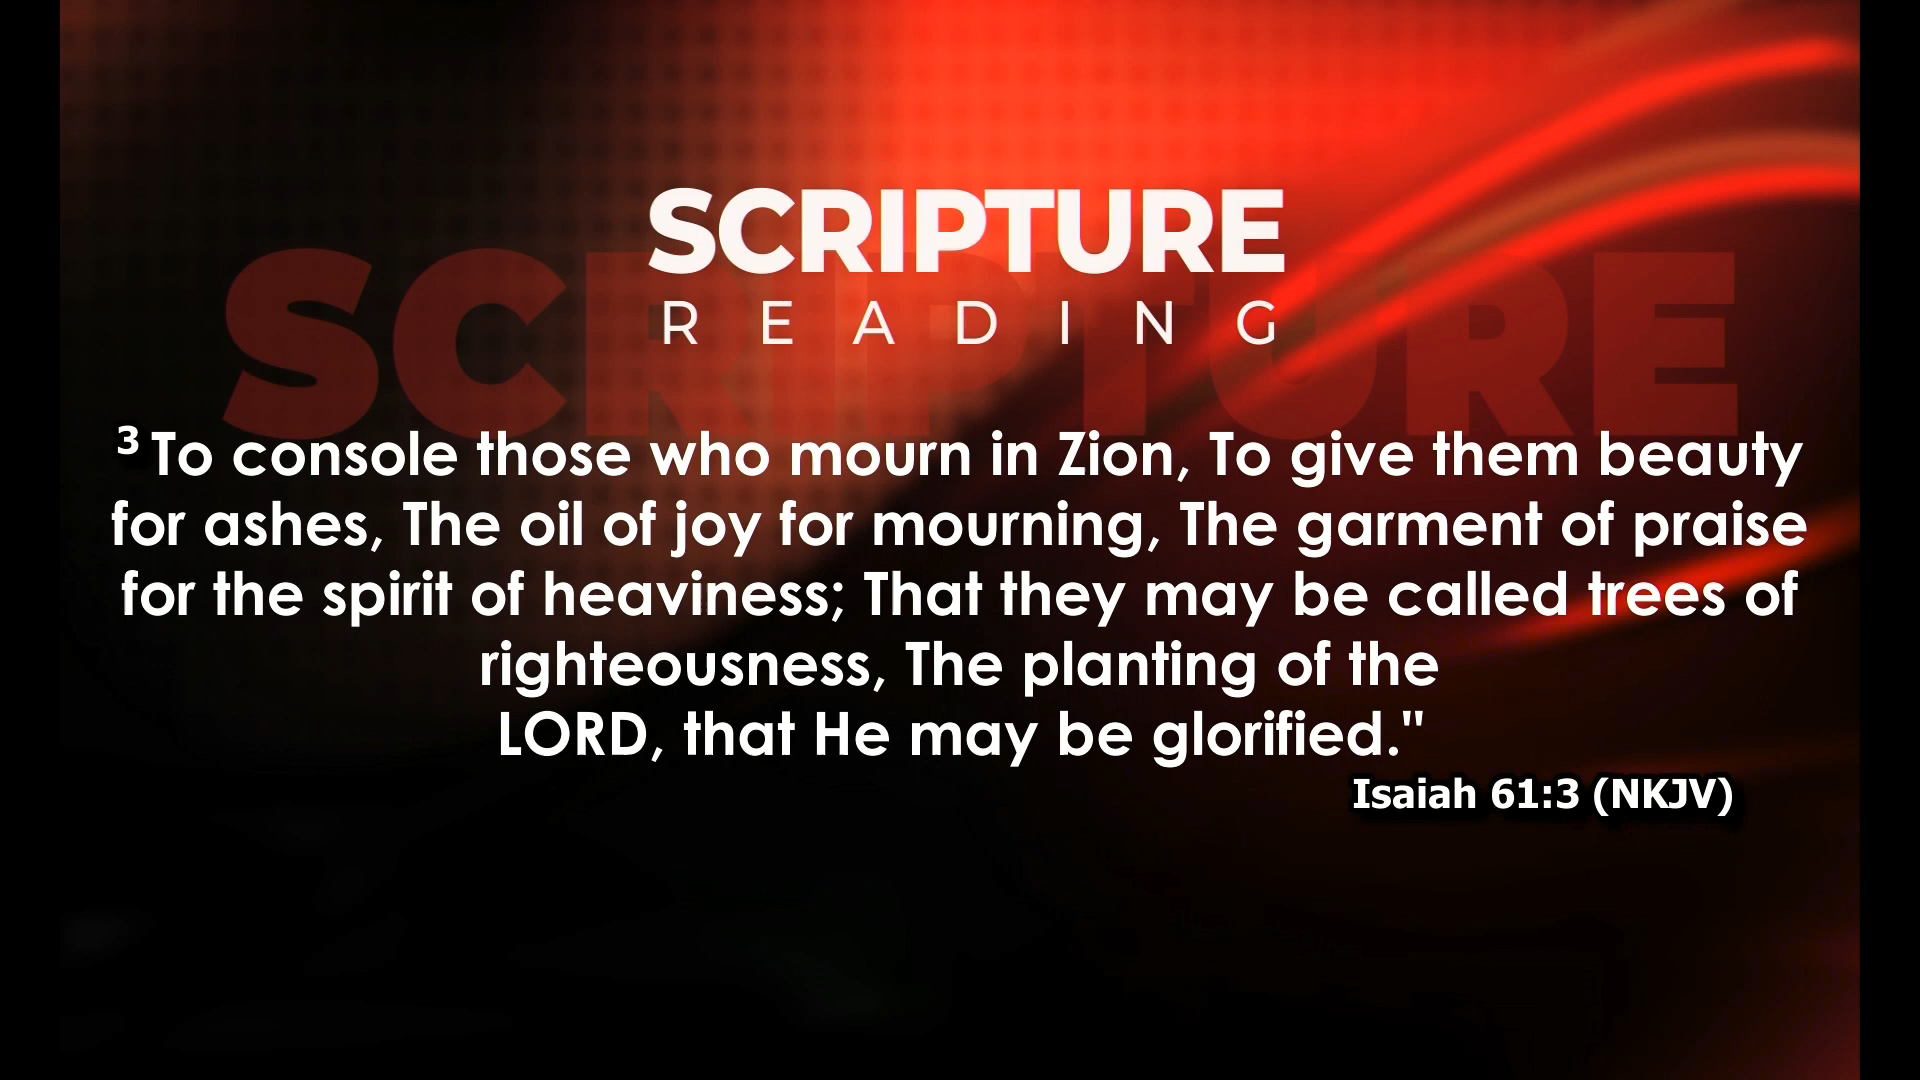 SCRIPTURE
SCRIPTURE
READING
3 To console those who mourn in Zion, To give them beauty
for ashes, The oil of joy for mourning, The garment of praise
for the spirit of heaviness; That they may be called trees of
righteousness, The planting of the
LORD, that He may be glorified."
Isaiah 61:3 (NKJV)